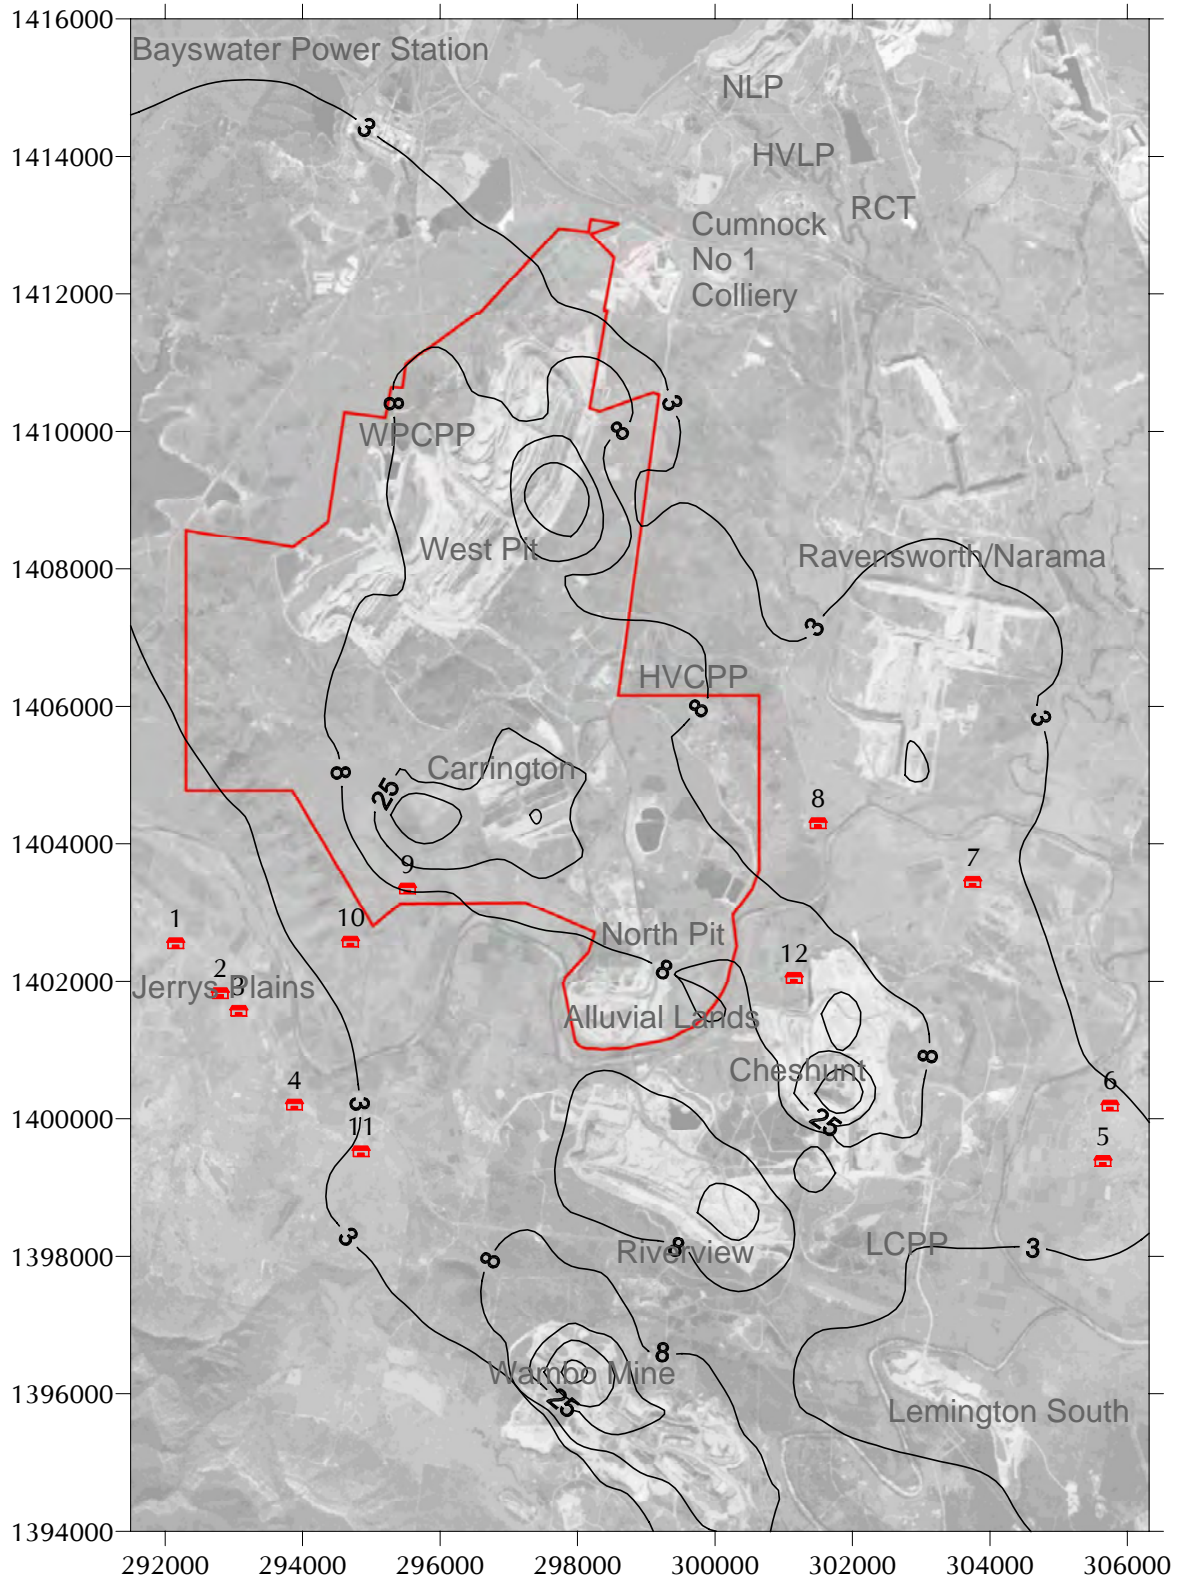 1416000
Bayswater Power Station
NLP
3
1414000
HVLP
RCT
Cumnock
No 1
Colliery
1412000
3
8
8
1410000
WPCPP
West Pit
Ravensworth/Narama
1408000
3
HVCPP
8
1406000
3
Carrington
8
25
8
1404000
9
7
1
10
North Pit
12
8
2
3
Jerrys Plains
1402000
Alluvial Lands
8
Cheshunt
4
6
3
25
1400000
11
5
3
8
Riverview
LCPP
3
8
1398000
8
Wambo Mine
25
1396000
Lemington South
1394000
292000
294000
296000
298000
300000
302000
304000
306000